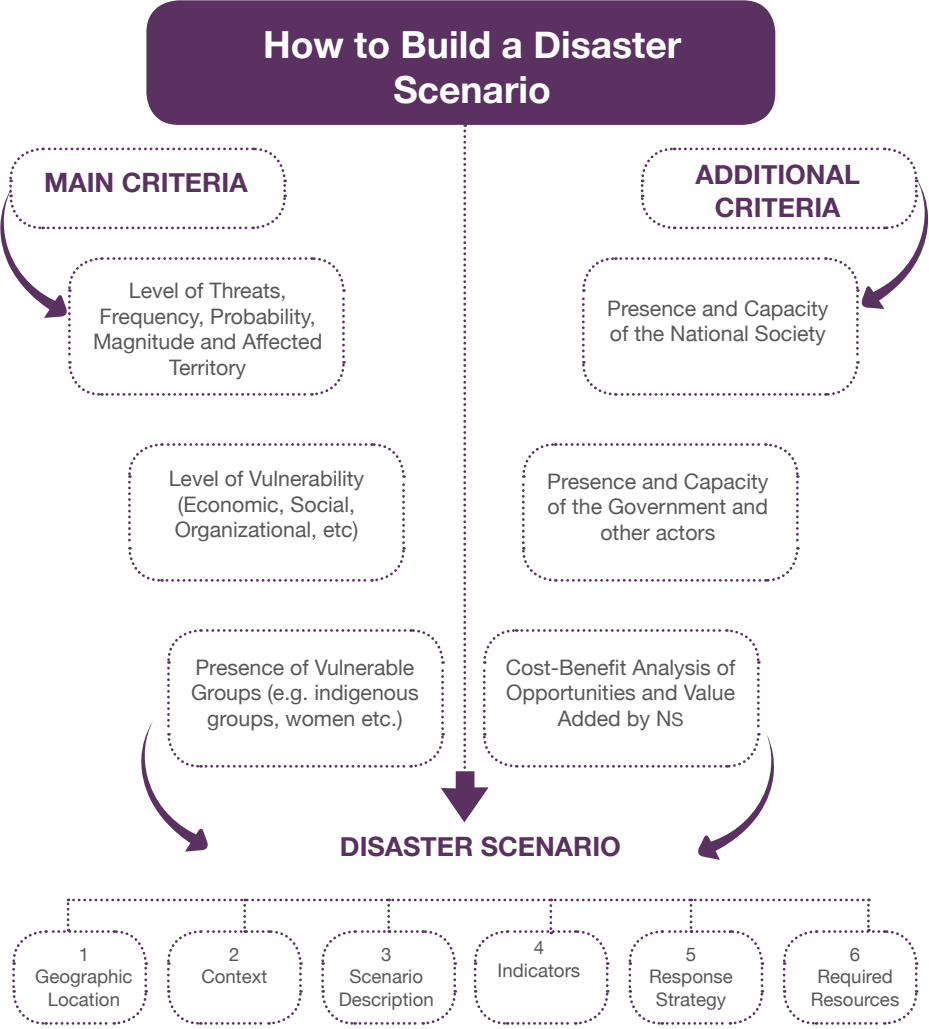 How to Build a Disaster
Scenario
MAIN CRITERIA
Level of Threats,
Frequency, Probability,
Magnitude and Affected
Territory
Level of Vulnerability
(Economic, Social,
Organizational, etc)
Presence of Vulnerable
Groups (e.g. indigenous
groups, women etc.)
ADDITIONAL
CRITERIA
Presence and Capacity
of the National Society
Presence and Capacity
of the Government and
other actors
Cost-Benefit Analysis of
Opportunities and Value
Added by NS
DISASTER SCENARIO
1
Geographic
Location
2
Context
3
Scenario
Description
4
Indicators
5
Response
Strategy
6
Required
Resources